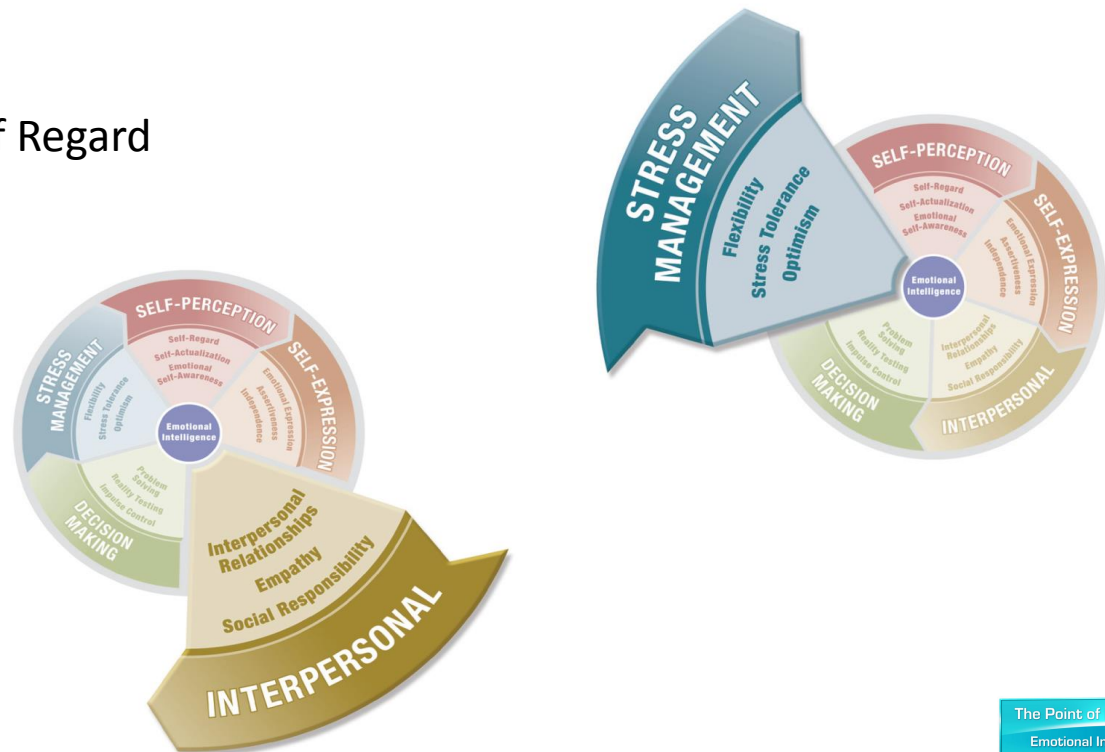 f Regard
STRESS
MANAGEMENT
Flexibility
Stress Tolerance
Optimism
SELF-PERCEPTION
Self-Regard
Self-Actualization
Emotional
Self-Awareness
SELF-EXPRESSION
Emotional Expression
Assertiveness
Independence
Emotional
Intelligence
Problem
Solving
Reality Testing
Impulse Control
DECISION
MAKING
Interpersonal
Relationships
Empathy
Social Responsibility
INTERPERSONAL
SELF-PERCEPTION
Self-Regard
Self-Actualization
Emotional
Self-Awareness
STRESS
MANAGEMENT
Flexibility
Stress Tolerance
Optimism
SELF-EXPRESSION
Emotional Expression
Assertiveness
Independence
Emotional
Intelligence
Problem
Solving
Reality Testing
Impulse Control
DECISION
MAKING
Interpersonal
Relationships
Empathy
Social Responsibility
INTERPERSONAL
The Point of
Emotional In